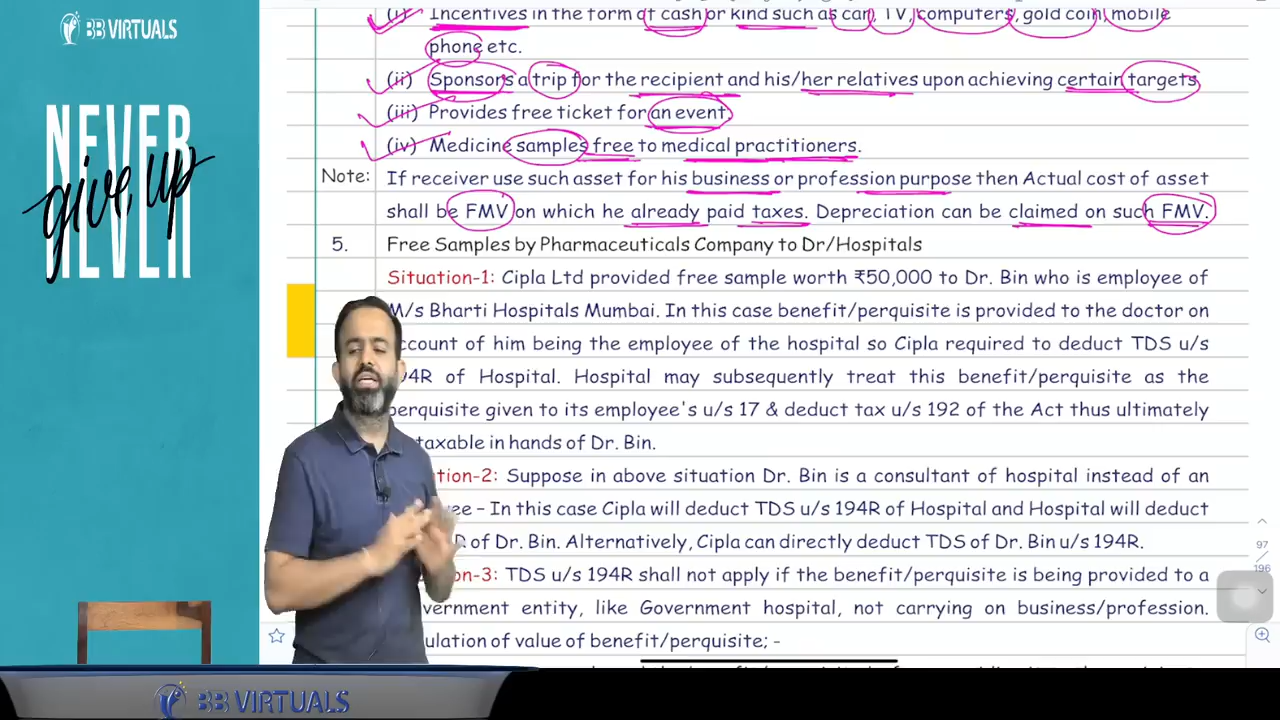 BB VIRTUALS
NEVER
give up
NEVER
(i) Incentives in the form of cash or kind such as car, TV, computers, gold coin, mobile
phone etc.
(ii) Sponsors a trip for the recipient and his/her relatives upon achieving certain targets
(iii) Provides free ticket for an event
(iv) Medicine samples free to medical practitioners.
Note: If receiver use such asset for his business or profession purpose then Actual cost of asset
shall be FMV on which he already paid taxes. Depreciation can be claimed on such FMV.
5. Free Samples by Pharmaceuticals Company to Dr/Hospitals
Situation-1: Cipla Ltd provided free sample worth ₹50,000 to Dr. Bin who is employee of
M/s Bharti Hospitals Mumbai. In this case benefit/perquisite is provided to the doctor on
account of him being the employee of the hospital so Cipla required to deduct TDS u/s
194R of Hospital. Hospital may subsequently treat this benefit/perquisite as the
perquisite given to its employee's u/s 17 & deduct tax u/s 192 of the Act thus ultimately
taxable in hands of Dr. Bin.
ation-2: Suppose in above situation Dr. Bin is a consultant of hospital instead of an
ee – In this case Cipla will deduct TDS u/s 194R of Hospital and Hospital will deduct
of Dr. Bin. Alternatively, Cipla can directly deduct TDS of Dr. Bin u/s 194R.
on-3: TDS u/s 194R shall not apply if the benefit/perquisite is being provided to a
vernment entity, like Government hospital, not carrying on business/profession.
ulation of value of benefit/perquisite; -
97
196
BB VIRTUALS